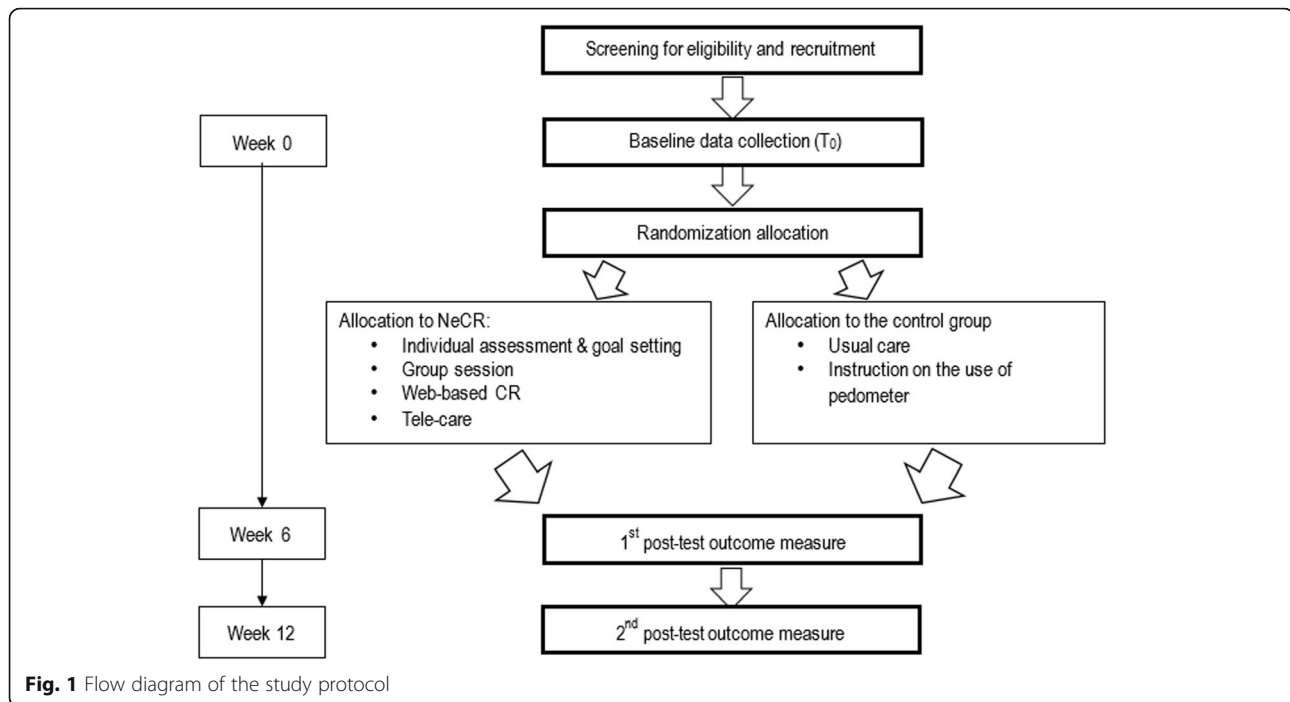 Screening for eligibility and recruitment
Week 0
Baseline data collection (T₀)
Randomization allocation
Allocation to NeCR:
• Individual assessment & goal setting
• Group session
• Web-based CR
• Tele-care
Allocation to the control group
• Usual care
• Instruction on the use of
pedometer
Week 6
1st post-test outcome measure
Week 12
2nd post-test outcome measure
Fig. 1 Flow diagram of the study protocol